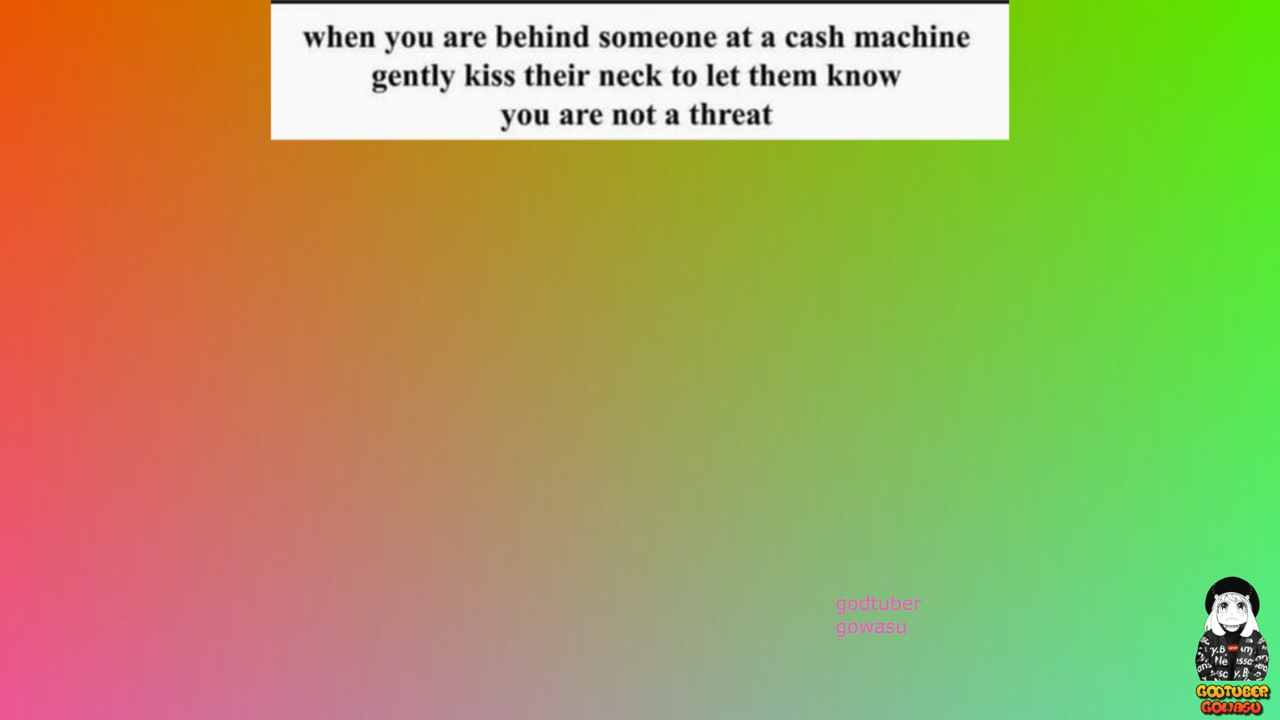 when you are behind someone at a cash machine
gently kiss their neck to let them know
you are not a threat
godtuber
gowasu
GODTUBER
GOWASU